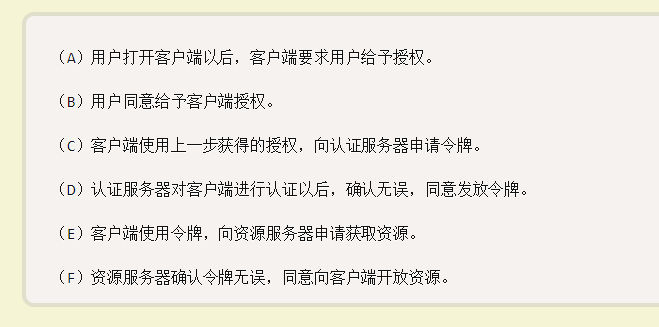 （A）用户打开客户端以后，客户端要求用户给予授权。
（B）用户同意给予客户端授权。
（C）客户端使用上一步获得的授权，向认证服务器申请令牌。
（D）认证服务器对客户端进行认证以后，确认无误，同意发放令牌。
（E）客户端使用令牌，向资源服务器申请获取资源。
（F）资源服务器确认令牌无误，同意向客户端开放资源。